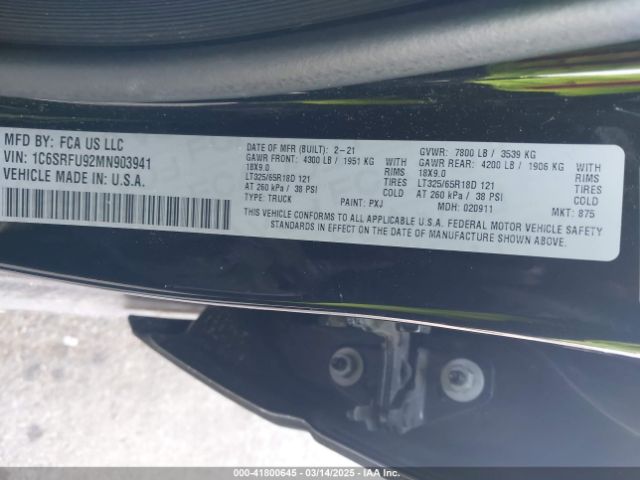 MFD BY: FCA US LLC
VIN: 1C6SRFU92MN903941
VEHICLE MADE IN: U.S.A.
DATE OF MFR (BUILT): 2-21
GAWR FRONT: 4300 LB / 1951 KG WITH
18X9.0 RIMS
LT325/65R18D 121 TIRES
AT 260 kPa / 38 PSI COLD
TYPE: TRUCK PAINT: PXJ
GVWR: 7800 LB / 3539 KG
GAWR REAR: 4200 LB / 1906 KG WITH
18X9.0 RIMS
LT325/65R18D 121 TIRES
AT 260 kPa / 38 PSI COLD
MDH: 020911 MKT: 875
THIS VEHICLE CONFORMS TO ALL APPLICABLE U.S.A. FEDERAL MOTOR VEHICLE SAFETY
STANDARDS IN EFFECT ON THE DATE OF MANUFACTURE SHOWN ABOVE.
000-41800645 - 03/14/2025 - IAA Inc.